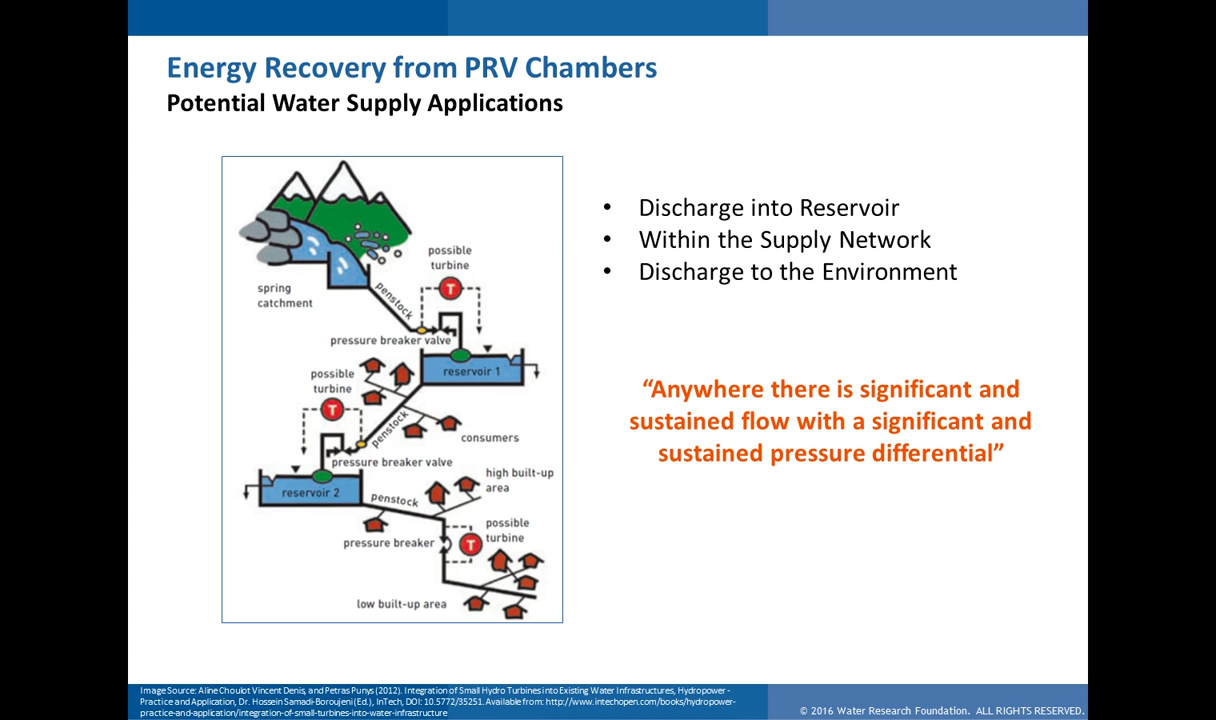 Energy Recovery from PRV Chambers
Potential Water Supply Applications
possible
turbine
T
spring
catchment
penstock
pressure breaker valve
reservoir 1
possible
turbine
T
penstock
consumers
pressure breaker valve
high built-up
area
reservoir 2
penstock
possible
turbine
pressure breaker
T
low built-up area
• Discharge into Reservoir
• Within the Supply Network
• Discharge to the Environment
“Anywhere there is significant and
sustained flow with a significant and
sustained pressure differential”
Image Source: Aline Choulot Vincent Denis, and Petras Punys (2012). Integration of Small Hydro Turbines into Existing Water Infrastructures, Hydropower -
Practice and Application, Dr. Hossein Samadi-Boroujeni (Ed.), InTech, DOI: 10.5772/35251. Available from: http://www.intechopen.com/books/hydropower-
practice-and-application/integration-of-small-turbines-into-water-infrastructure
© 2016 Water Research Foundation. ALL RIGHTS RESERVED.